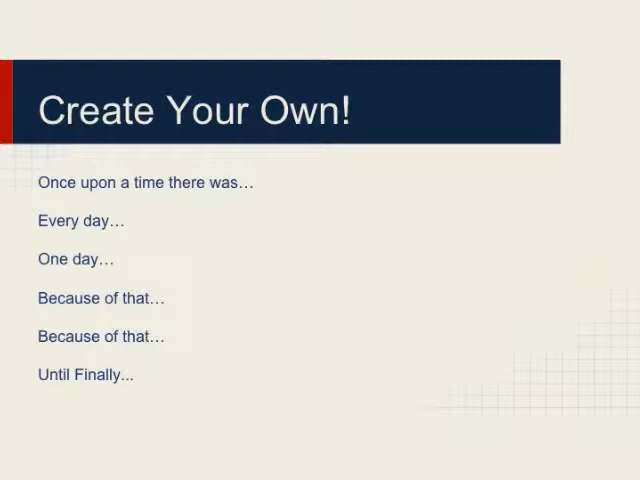 Create Your Own!
Once upon a time there was…
Every day…
One day…
Because of that…
Because of that…
Until Finally...